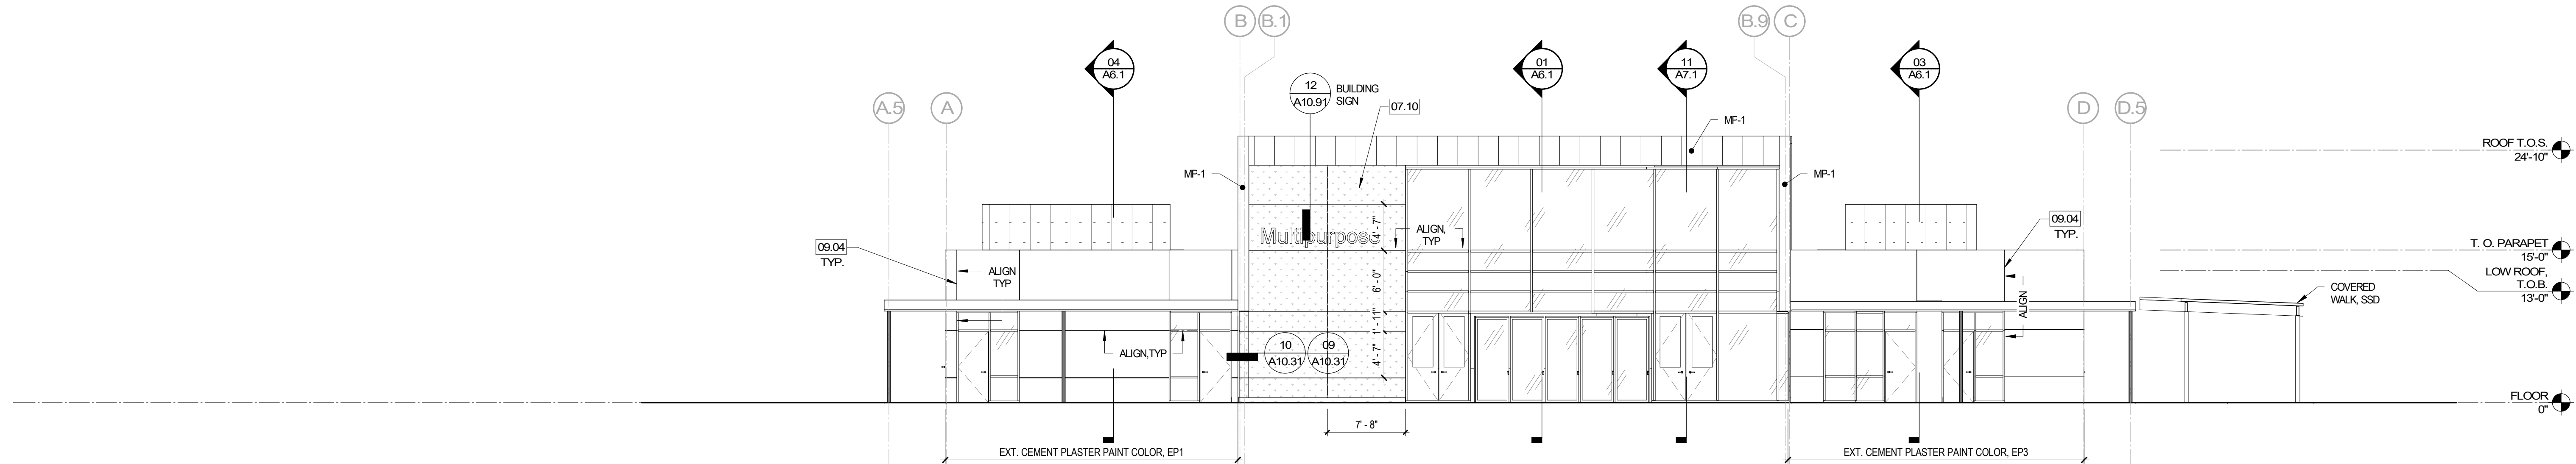 B
B.1
B.9
C
04
A6.1
01
A6.1
11
A7.1
03
A6.1
12
A10.91
BUILDING
SIGN
07.10
A.5
A
D
D.5
MP-1
ROOF T.O.S.
24'-10"
MP-1
MP-1
Multipurpose
4' - 7"
ALIGN,
TYP
09.04
TYP.
09.04
TYP.
T. O. PARAPET
15'-0"
ALIGN
TYP
6' - 0"
LOW ROOF,
T.O.B.
13'-0"
ALIGN
COVERED
WALK, SSD
1' - 11"
ALIGN,TYP
10
A10.31
09
A10.31
4' - 7"
FLOOR
0"
7' - 8"
EXT. CEMENT PLASTER PAINT COLOR, EP1
EXT. CEMENT PLASTER PAINT COLOR, EP3